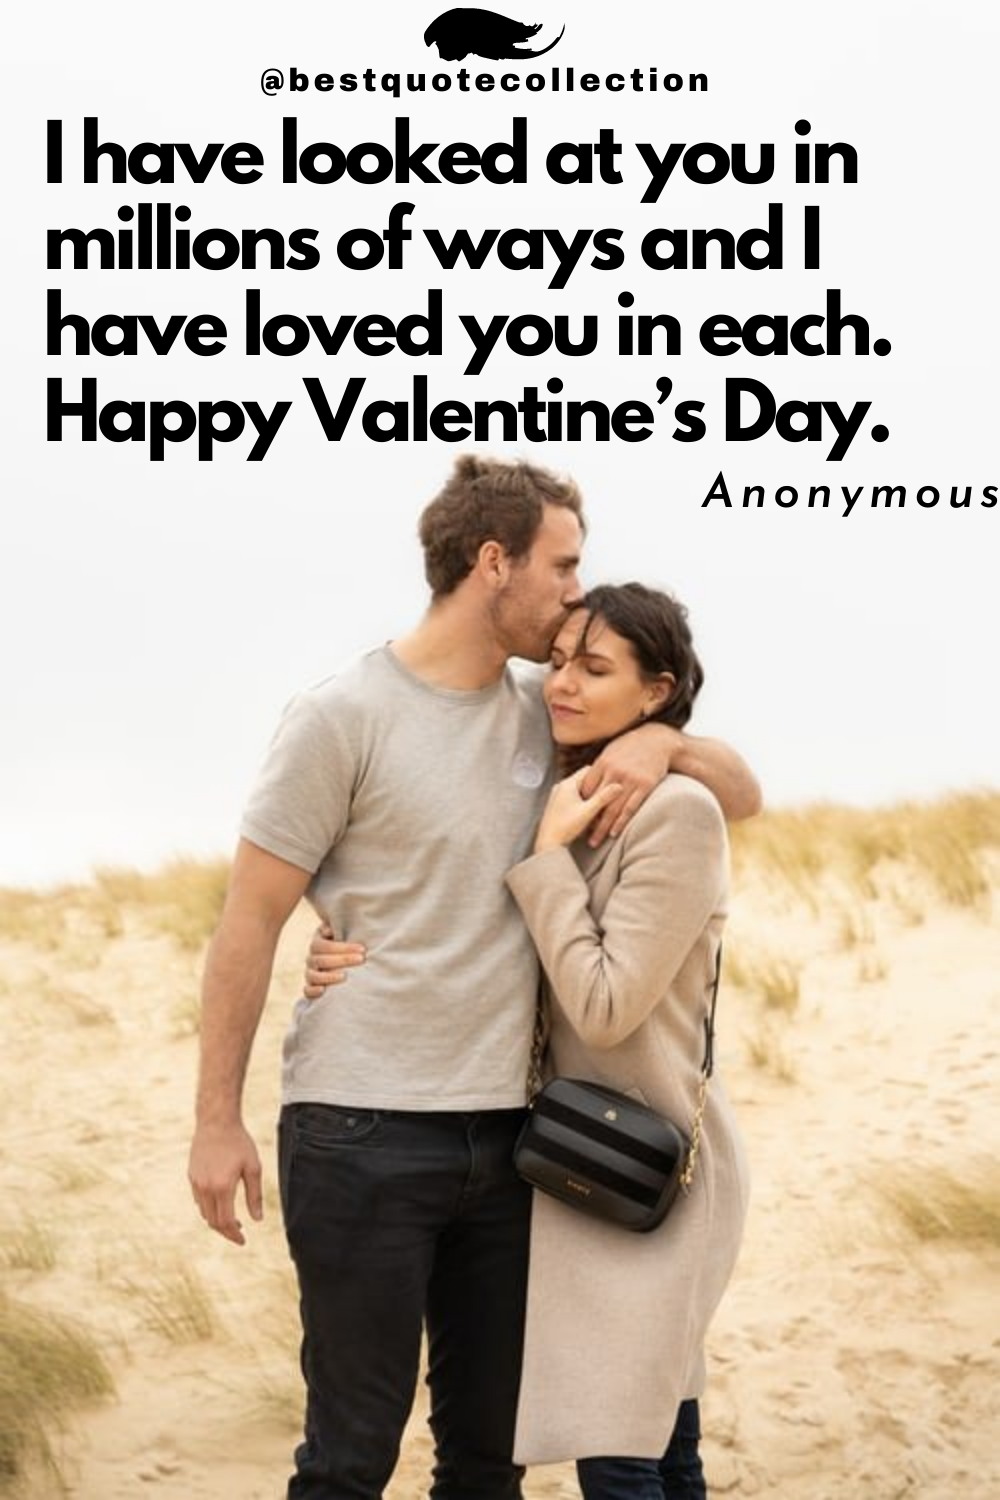 @bestquotecollection
I have looked at you in
millions of ways and I
have loved you in each.
Happy Valentine’s Day.
Anonymous